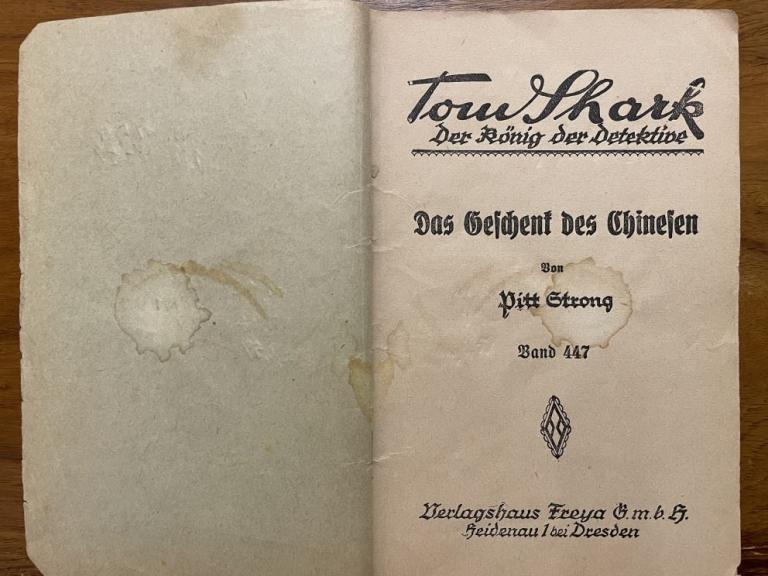 Tom Shark
Der König der Detektive
Das Geschenk des Chinesen
Von
Pitt Strong
Band 447
Verlagshaus Freya G.m.b.H.
Heidenau 1 bei Dresden